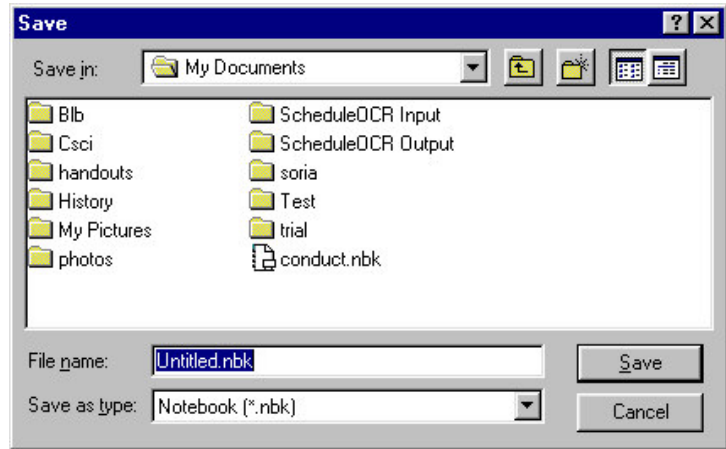 Save
Save in: My Documents
Blb ScheduleOCR Input
Csci ScheduleOCR Output
handouts soria
History Test
My Pictures trial
photos conduct.nbk
File name: Untitled.nbk Save
Save as type: Notebook (*.nbk) Cancel